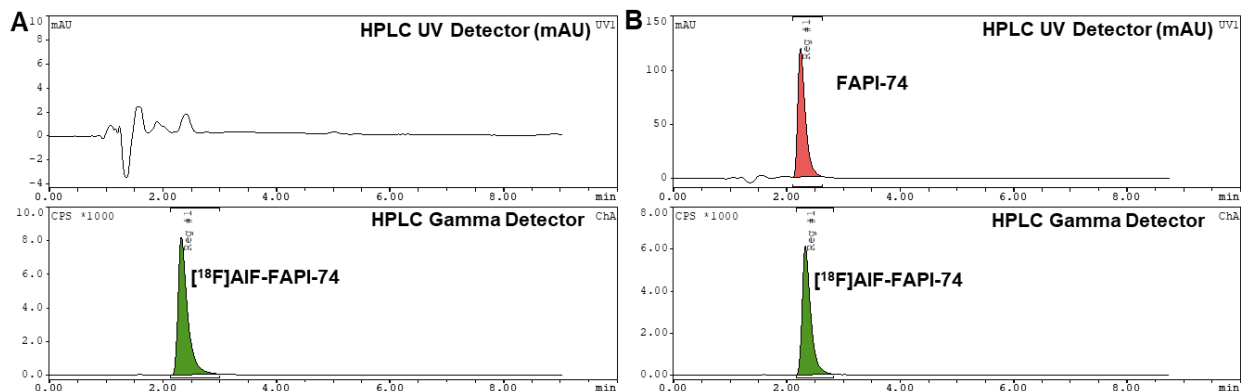 A
mAU
HPLC UV Detector (mAU)
UV1
10
8
6
4
2
0
-2
-4
0.00 2.00 4.00 6.00 8.00 min
CPS *1000
HPLC Gamma Detector
ChA
Reg #1
[¹⁸F]AlF-FAPI-74
10.0
8.0
6.0
4.0
2.0
0.0
0.00 2.00 4.00 6.00 8.00 min
B
mAU
HPLC UV Detector (mAU)
UV1
Reg #1
FAPI-74
150
100
50
0
0.00 2.00 4.00 6.00 8.00 min
CPS *1000
HPLC Gamma Detector
ChA
Reg #1
[¹⁸F]AlF-FAPI-74
8.00
6.00
4.00
2.00
0.00
0.00 2.00 4.00 6.00 8.00 min